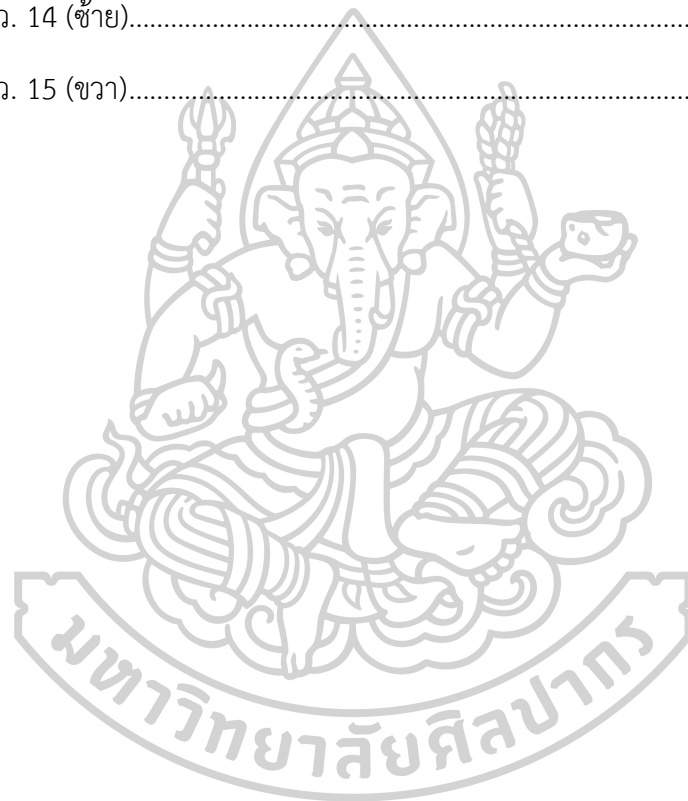 ว. 14 (ซ้าย)....................................................................................................
ว. 15 (ขวา)....................................................................................................
มหาวิทยาลัยศิลปากร